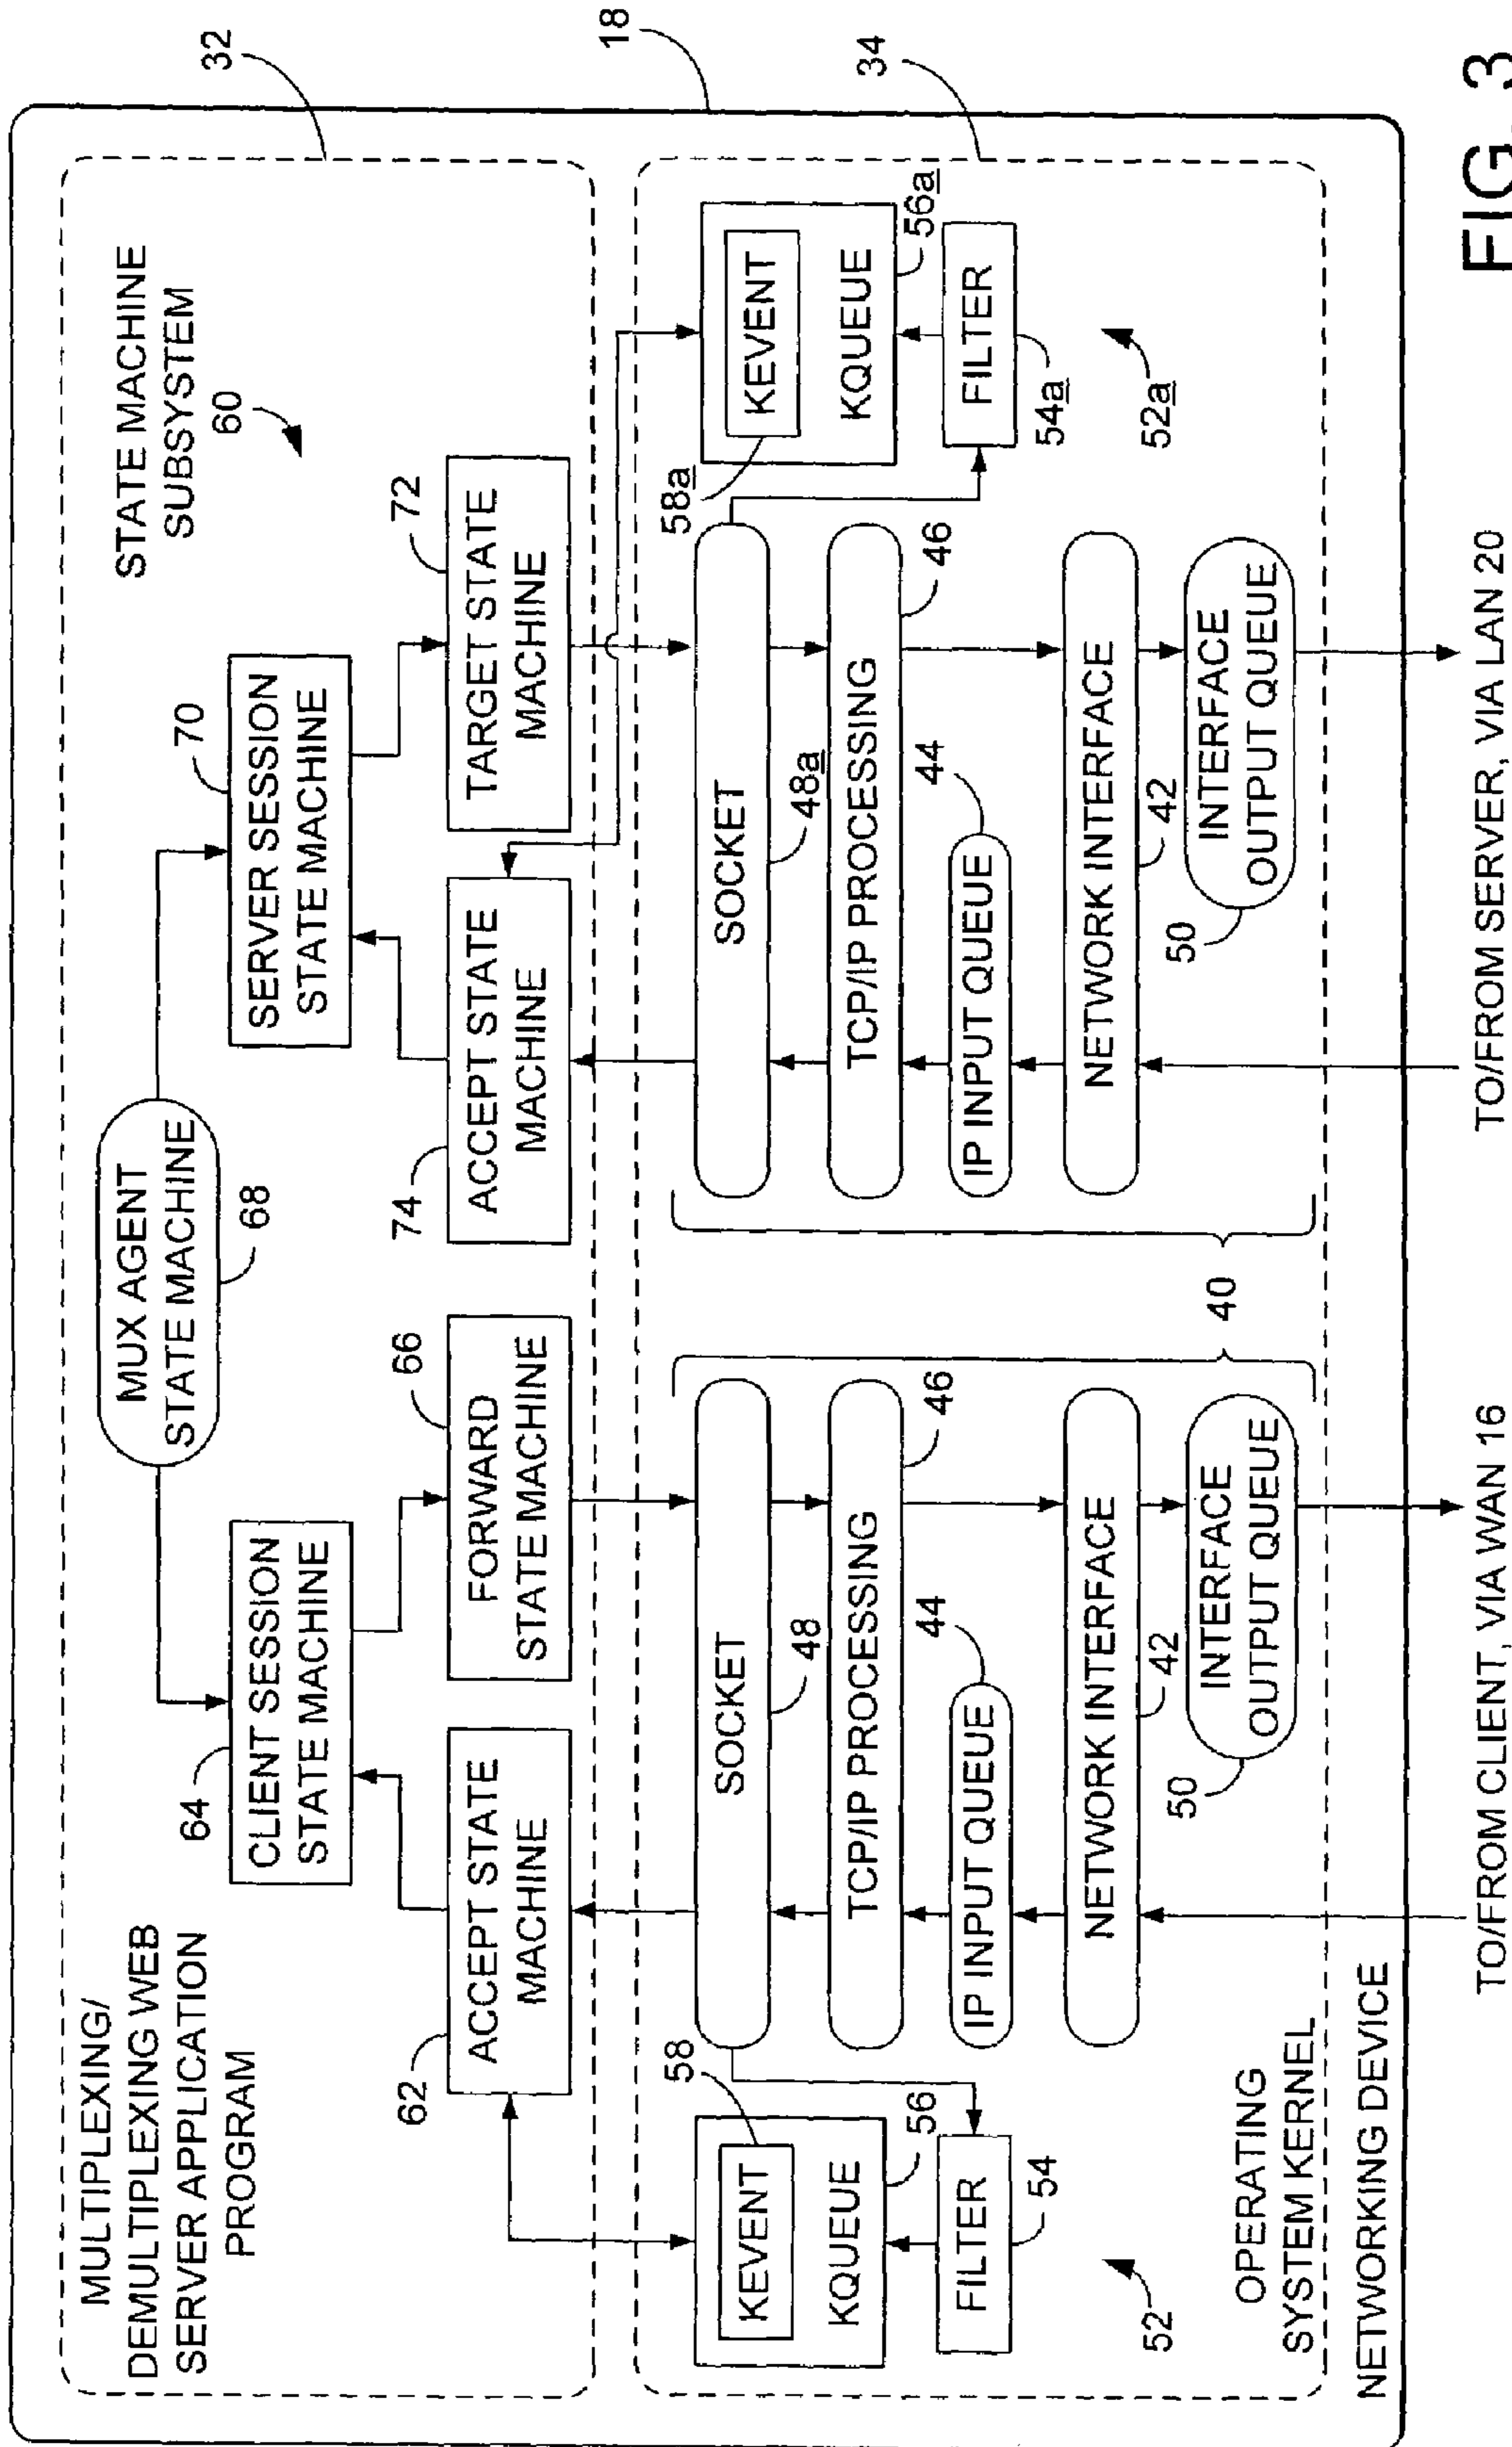 MULTIPLEXING/
DEMULTIPLEXING WEB
SERVER APPLICATION
PROGRAM
MUX AGENT
STATE MACHINE
68
STATE MACHINE
SUBSYSTEM
60
32
64
CLIENT SESSION
STATE MACHINE
70
SERVER SESSION
STATE MACHINE
62
ACCEPT STATE
MACHINE
66
FORWARD
STATE MACHINE
74
ACCEPT STATE
MACHINE
72
TARGET STATE
MACHINE
18
KEVENT
58
KQUEUE
56
FILTER
54
52
SOCKET
48
TCP/IP PROCESSING
46
IP INPUT QUEUE
44
NETWORK INTERFACE
42
INTERFACE
OUTPUT QUEUE
50
40
SOCKET
48a
TCP/IP PROCESSING
46
IP INPUT QUEUE
44
NETWORK INTERFACE
42
INTERFACE
OUTPUT QUEUE
50
58a
KEVENT
KQUEUE
56a
FILTER
54a
52a
34
OPERATING
SYSTEM KERNEL
NETWORKING DEVICE
TO/FROM CLIENT, VIA WAN 16
TO/FROM SERVER, VIA LAN 20
FIG. 3